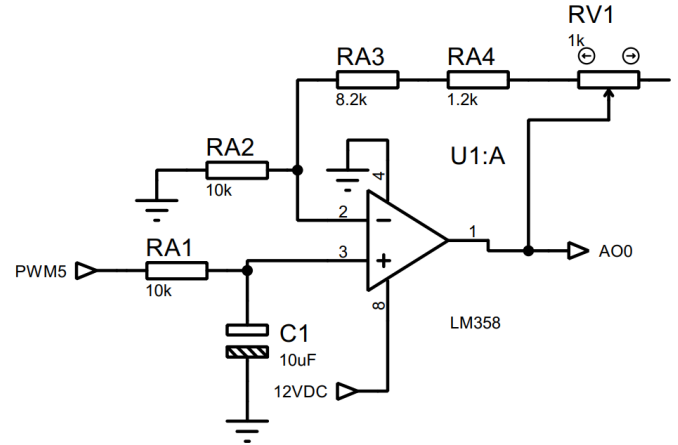 RV1
1k
RA3
8.2k
RA4
1.2k
U1:A
RA2
10k
4
2
3
1
8
RA1
10k
PWM5
AO0
LM358
C1
10uF
12VDC